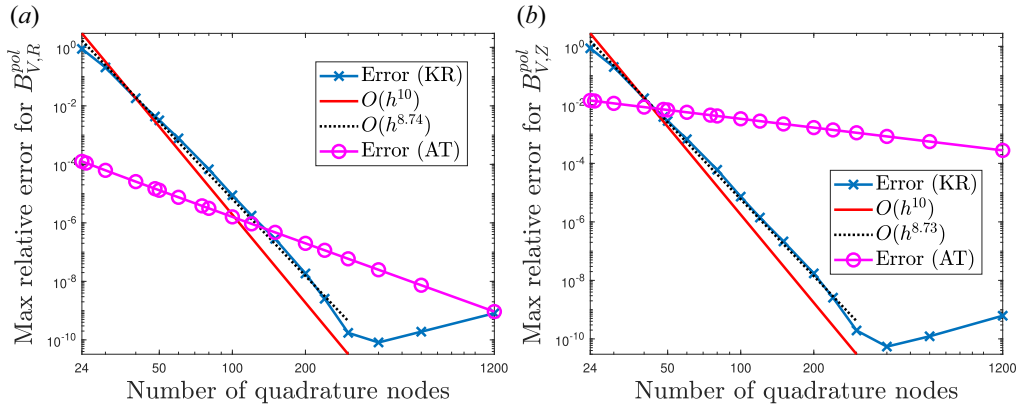 (a)
Max relative error for $B^{pol}_{V,R}$
10^0
10^{-2}
10^{-4}
10^{-6}
10^{-8}
10^{-10}
24 50 100 200 1200
Number of quadrature nodes
Error (KR)
O(h^{10})
O(h^{8.74})
Error (AT)
(b)
Max relative error for $B^{pol}_{V,Z}$
10^0
10^{-2}
10^{-4}
10^{-6}
10^{-8}
10^{-10}
24 50 100 200 1200
Number of quadrature nodes
Error (KR)
O(h^{10})
O(h^{8.73})
Error (AT)